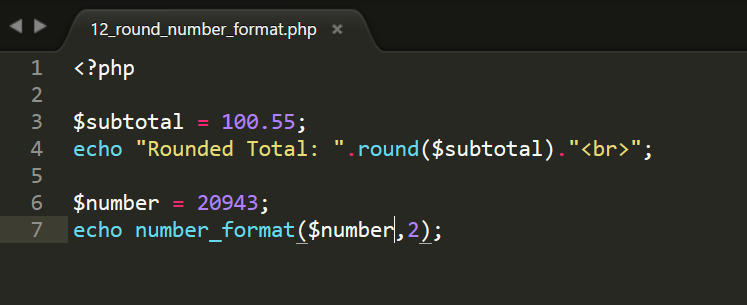 12_round_number_format.php ×
1 <?php
2
3 $subtotal = 100.55;
4 echo "Rounded Total: ".round($subtotal)."<br>";
5
6 $number = 20943;
7 echo number_format($number,2);